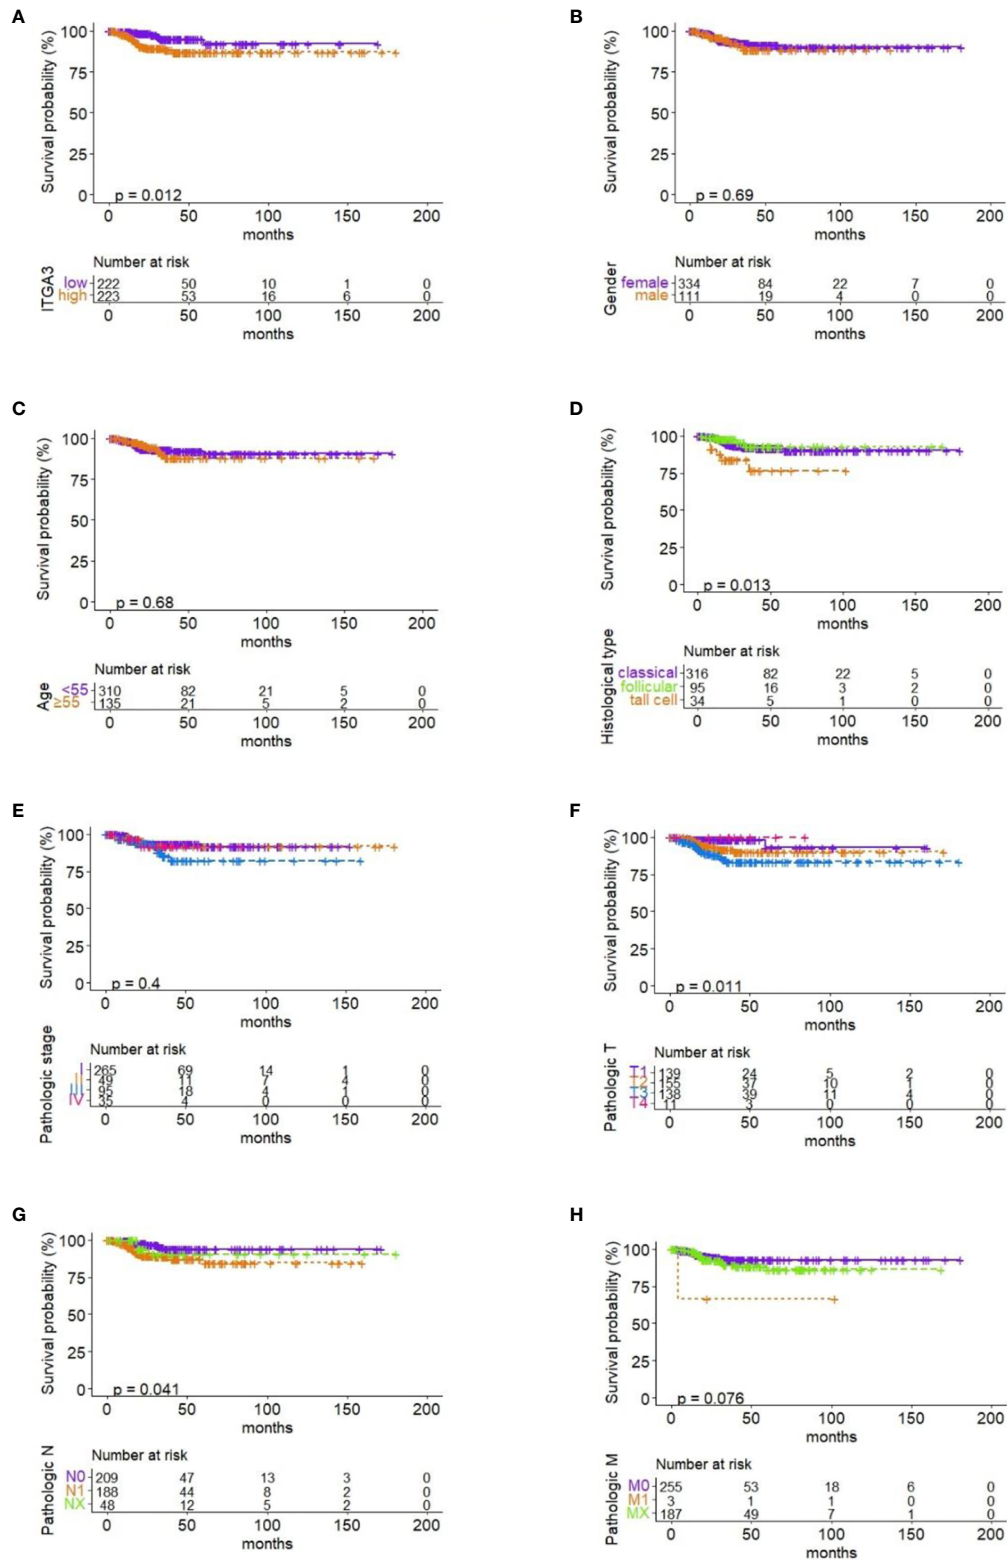 A
Survival probability (%)
100
75
50
25
0
p = 0.012
0 50 100 150 200
months
Number at risk
ITGA3
low 222 50 10 1 0
high 223 53 16 6 0
0 50 100 150 200
months
B
Survival probability (%)
100
75
50
25
0
p = 0.69
0 50 100 150 200
months
Number at risk
Gender
female 334 84 22 7 0
male 111 19 4 0 0
0 50 100 150 200
months
C
Survival probability (%)
100
75
50
25
0
p = 0.68
0 50 100 150 200
months
Number at risk
Age
<55 310 82 21 5 0
≥55 135 21 5 2 0
0 50 100 150 200
months
D
Survival probability (%)
100
75
50
25
0
p = 0.013
0 50 100 150 200
months
Number at risk
Histological type
classical 316 82 22 5 0
follicular 95 16 3 2 0
tall cell 34 5 1 0 0
0 50 100 150 200
months
E
Survival probability (%)
100
75
50
25
0
p = 0.4
0 50 100 150 200
months
Number at risk
Pathologic stage
I 265 69 14 1 0
II 49 11 7 4 0
III 95 18 4 1 0
IV 35 4 0 0 0
0 50 100 150 200
months
F
Survival probability (%)
100
75
50
25
0
p = 0.011
0 50 100 150 200
months
Number at risk
Pathologic T
T1 139 24 5 2 0
T2 155 37 10 1 0
T3 138 39 11 4 0
T4 11 3 0 0 0
0 50 100 150 200
months
G
Survival probability (%)
100
75
50
25
0
p = 0.041
0 50 100 150 200
months
Number at risk
Pathologic N
N0 209 47 13 3 0
N1 188 44 8 2 0
NX 48 12 5 2 0
0 50 100 150 200
months
H
Survival probability (%)
100
75
50
25
0
p = 0.076
0 50 100 150 200
months
Number at risk
Pathologic M
M0 255 53 18 6 0
M1 3 1 1 0 0
MX 187 49 7 1 0
0 50 100 150 200
months